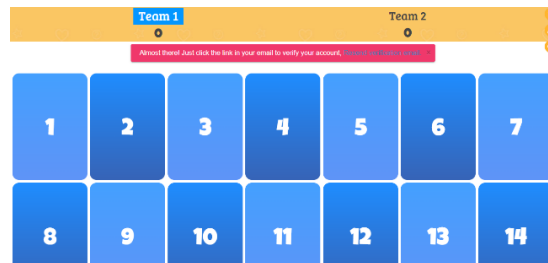 Team 1 Team 2
0 0
Almost there! Just click the link in your email to verify your account,
1 2 3 4 5 6 7
8 9 10 11 12 13 14